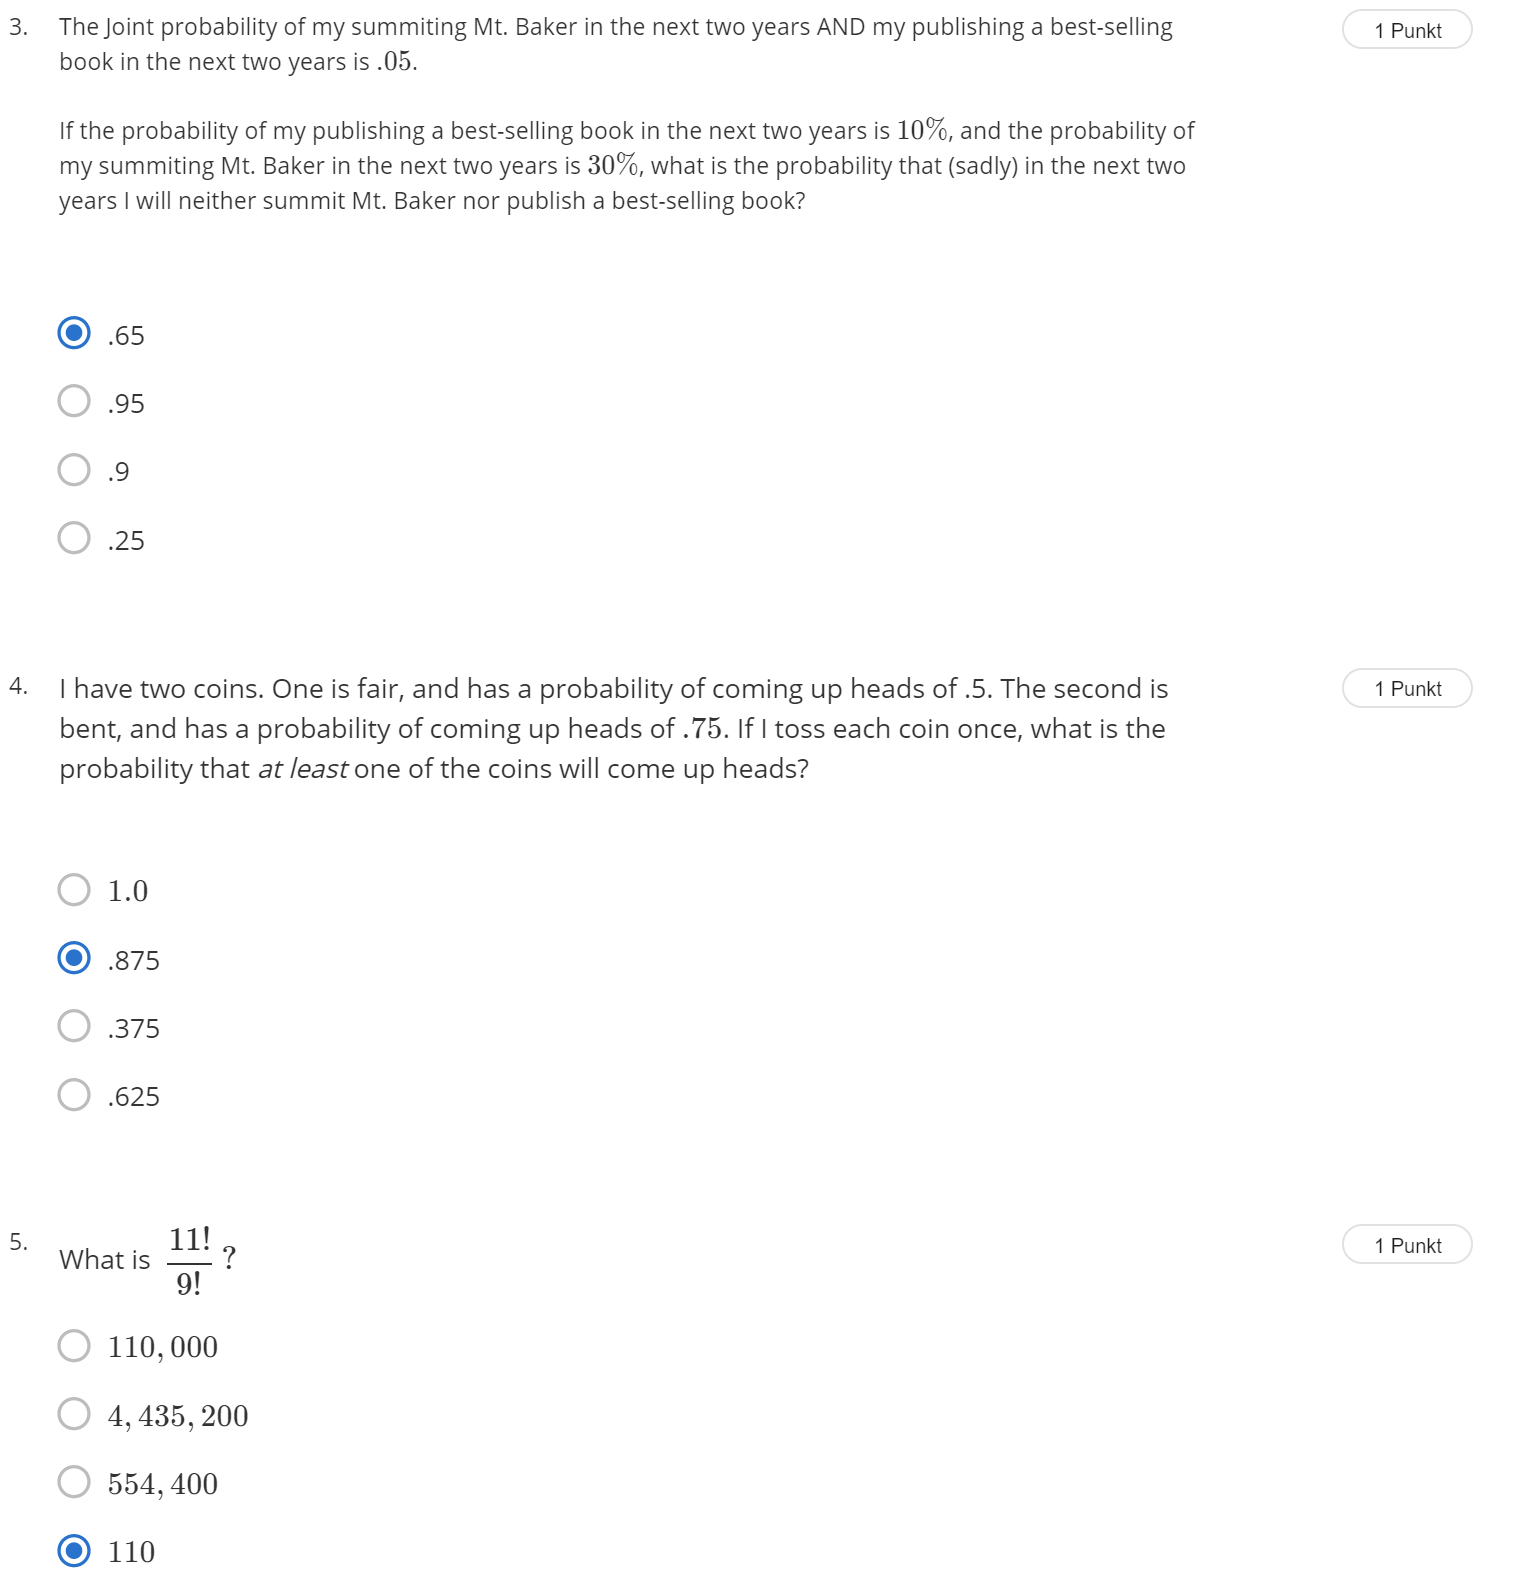 3. The Joint probability of my summiting Mt. Baker in the next two years AND my publishing a best-selling
1 Punkt
book in the next two years is .05.
If the probability of my publishing a best-selling book in the next two years is 10%, and the probability of
my summiting Mt. Baker in the next two years is 30%, what is the probability that (sadly) in the next two
years I will neither summit Mt. Baker nor publish a best-selling book?
.65
.95
.9
.25
4. I have two coins. One is fair, and has a probability of coming up heads of .5. The second is
1 Punkt
bent, and has a probability of coming up heads of .75. If I toss each coin once, what is the
probability that at least one of the coins will come up heads?
1.0
.875
.375
.625
5. What is 11!/9! ?
1 Punkt
110,000
4,435,200
554,400
110